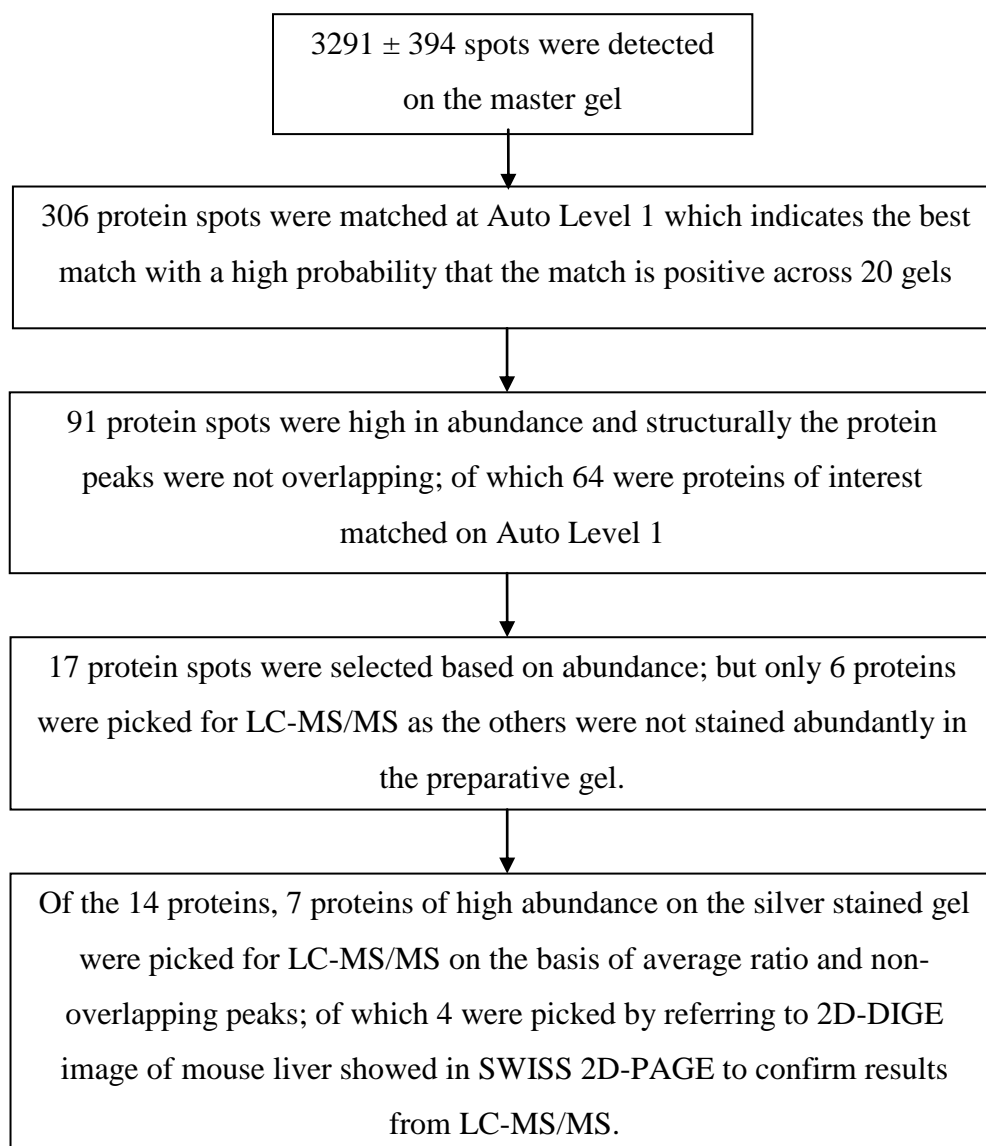 3291 ± 394 spots were detected
on the master gel
306 protein spots were matched at Auto Level 1 which indicates the best
match with a high probability that the match is positive across 20 gels
91 protein spots were high in abundance and structurally the protein
peaks were not overlapping; of which 64 were proteins of interest
matched on Auto Level 1
17 protein spots were selected based on abundance; but only 6 proteins
were picked for LC-MS/MS as the others were not stained abundantly in
the preparative gel.
Of the 14 proteins, 7 proteins of high abundance on the silver stained gel
were picked for LC-MS/MS on the basis of average ratio and non-
overlapping peaks; of which 4 were picked by referring to 2D-DIGE
image of mouse liver showed in SWISS 2D-PAGE to confirm results
from LC-MS/MS.